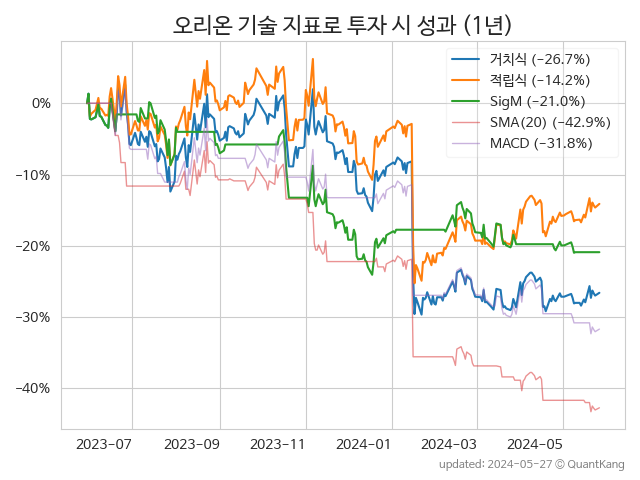 오리온 기술 지표로 투자 시 성과 (1년)
거치식 (−26.7%)
적립식 (−14.2%)
SigM (−21.0%)
SMA(20) (−42.9%)
MACD (−31.8%)
0%
−10%
−20%
−30%
−40%
2023−07 2023−09 2023−11 2024−01 2024−03 2024−05
updated: 2024−05−27 © QuantKang